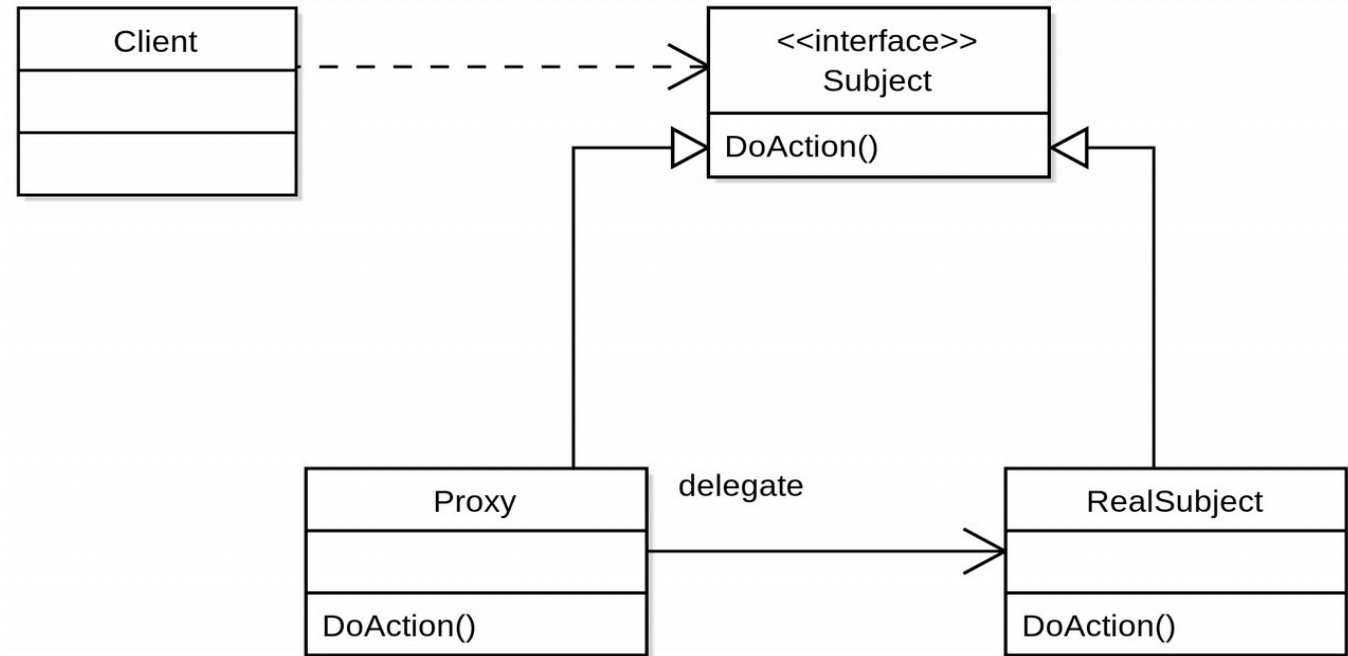 Client
<<interface>>
Subject
DoAction()
Proxy
delegate
RealSubject
DoAction()
DoAction()